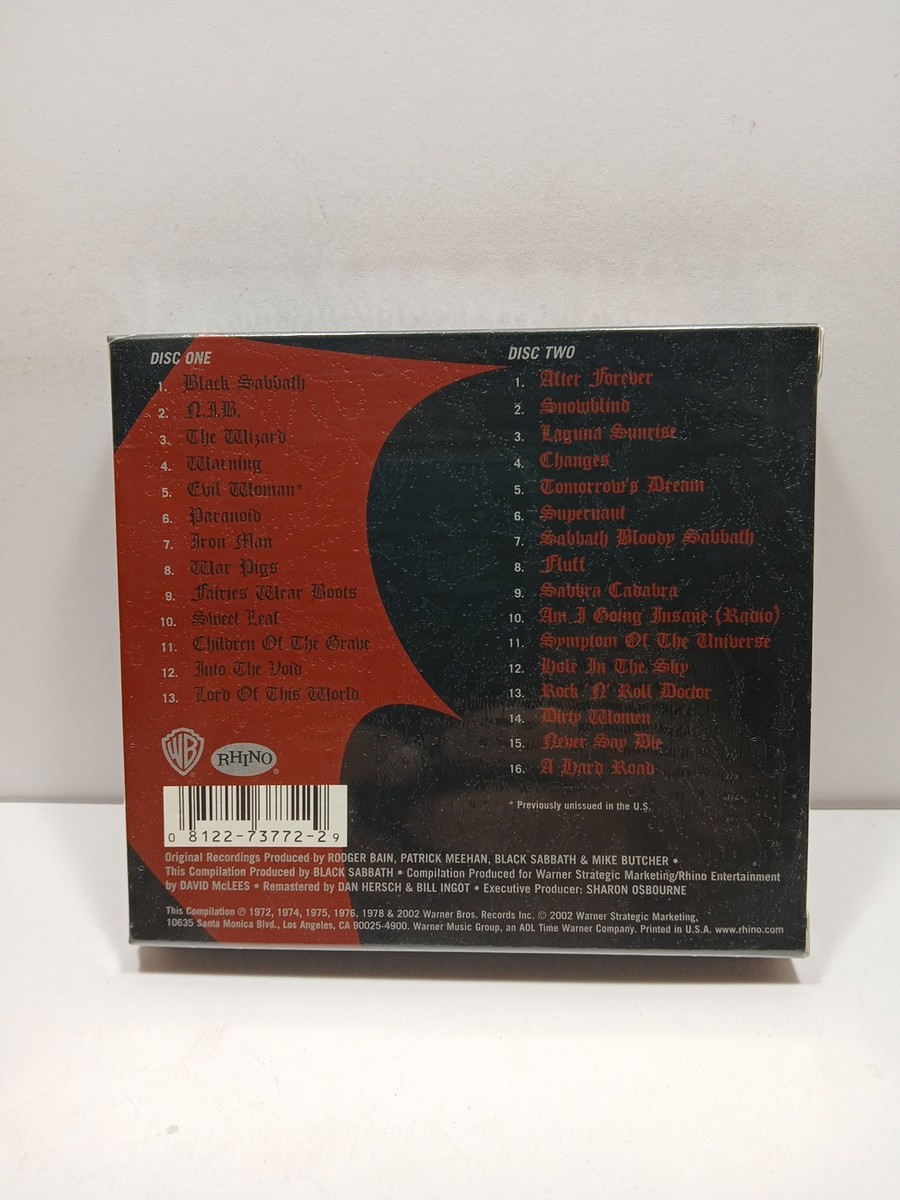 DISC ONE
1. Black Sabbath
2. N.I.B.
3. The Wizard
4. Warning
5. Evil Woman*
6. Paranoid
7. Iron Man
8. War Pigs
9. Fairies Wear Boots
10. Sweet Leaf
11. Children Of The Grave
12. Into The Void
13. Lord Of This World
DISC TWO
1. After Forever
2. Snowblind
3. Laguna Sunrise
4. Changes
5. Tomorrow's Dream
6. Supernaut
7. Sabbath Bloody Sabbath
8. Fluff
9. Sabbra Cadabra
10. Am I Going Insane (Radio)
11. Symptom Of The Universe
12. Hole In The Sky
13. Rock 'N' Roll Doctor
14. Dirty Women
15. Never Say Die
16. A Hard Road
* Previously unissued in the U.S.
WB
RHINO
0 8122-73772-2 9
Original Recordings Produced by RODGER BAIN, PATRICK MEEHAN, BLACK SABBATH & MIKE BUTCHER •
This Compilation Produced by BLACK SABBATH • Compilation Produced for Warner Strategic Marketing/Rhino Entertainment
by DAVID McLEES • Remastered by DAN HERSCH & BILL INGOT • Executive Producer: SHARON OSBOURNE
This Compilation ℗ 1972, 1974, 1975, 1976, 1978 & 2002 Warner Bros. Records Inc. © 2002 Warner Strategic Marketing,
10635 Santa Monica Blvd., Los Angeles, CA 90025-4900. Warner Music Group, an AOL Time Warner Company. Printed in U.S.A. www.rhino.com